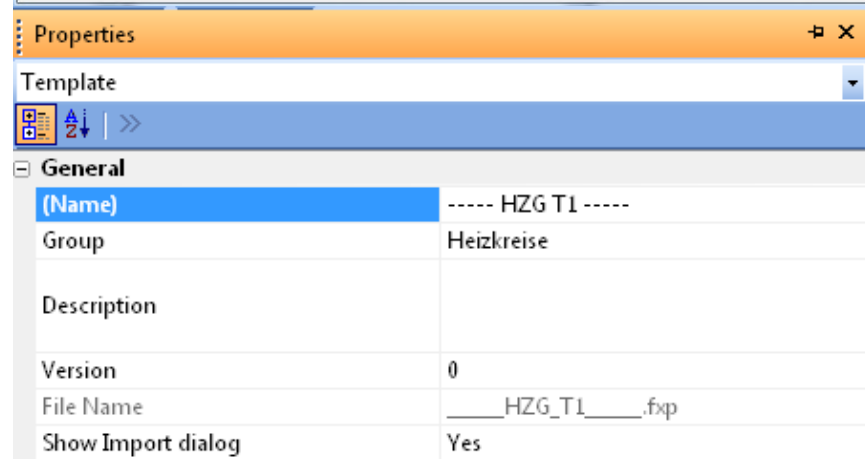 Properties
Template
General
(Name) ----- HZG T1 -----
Group Heizkreise
Description
Version 0
File Name _____HZG_T1_____.fxp
Show Import dialog Yes